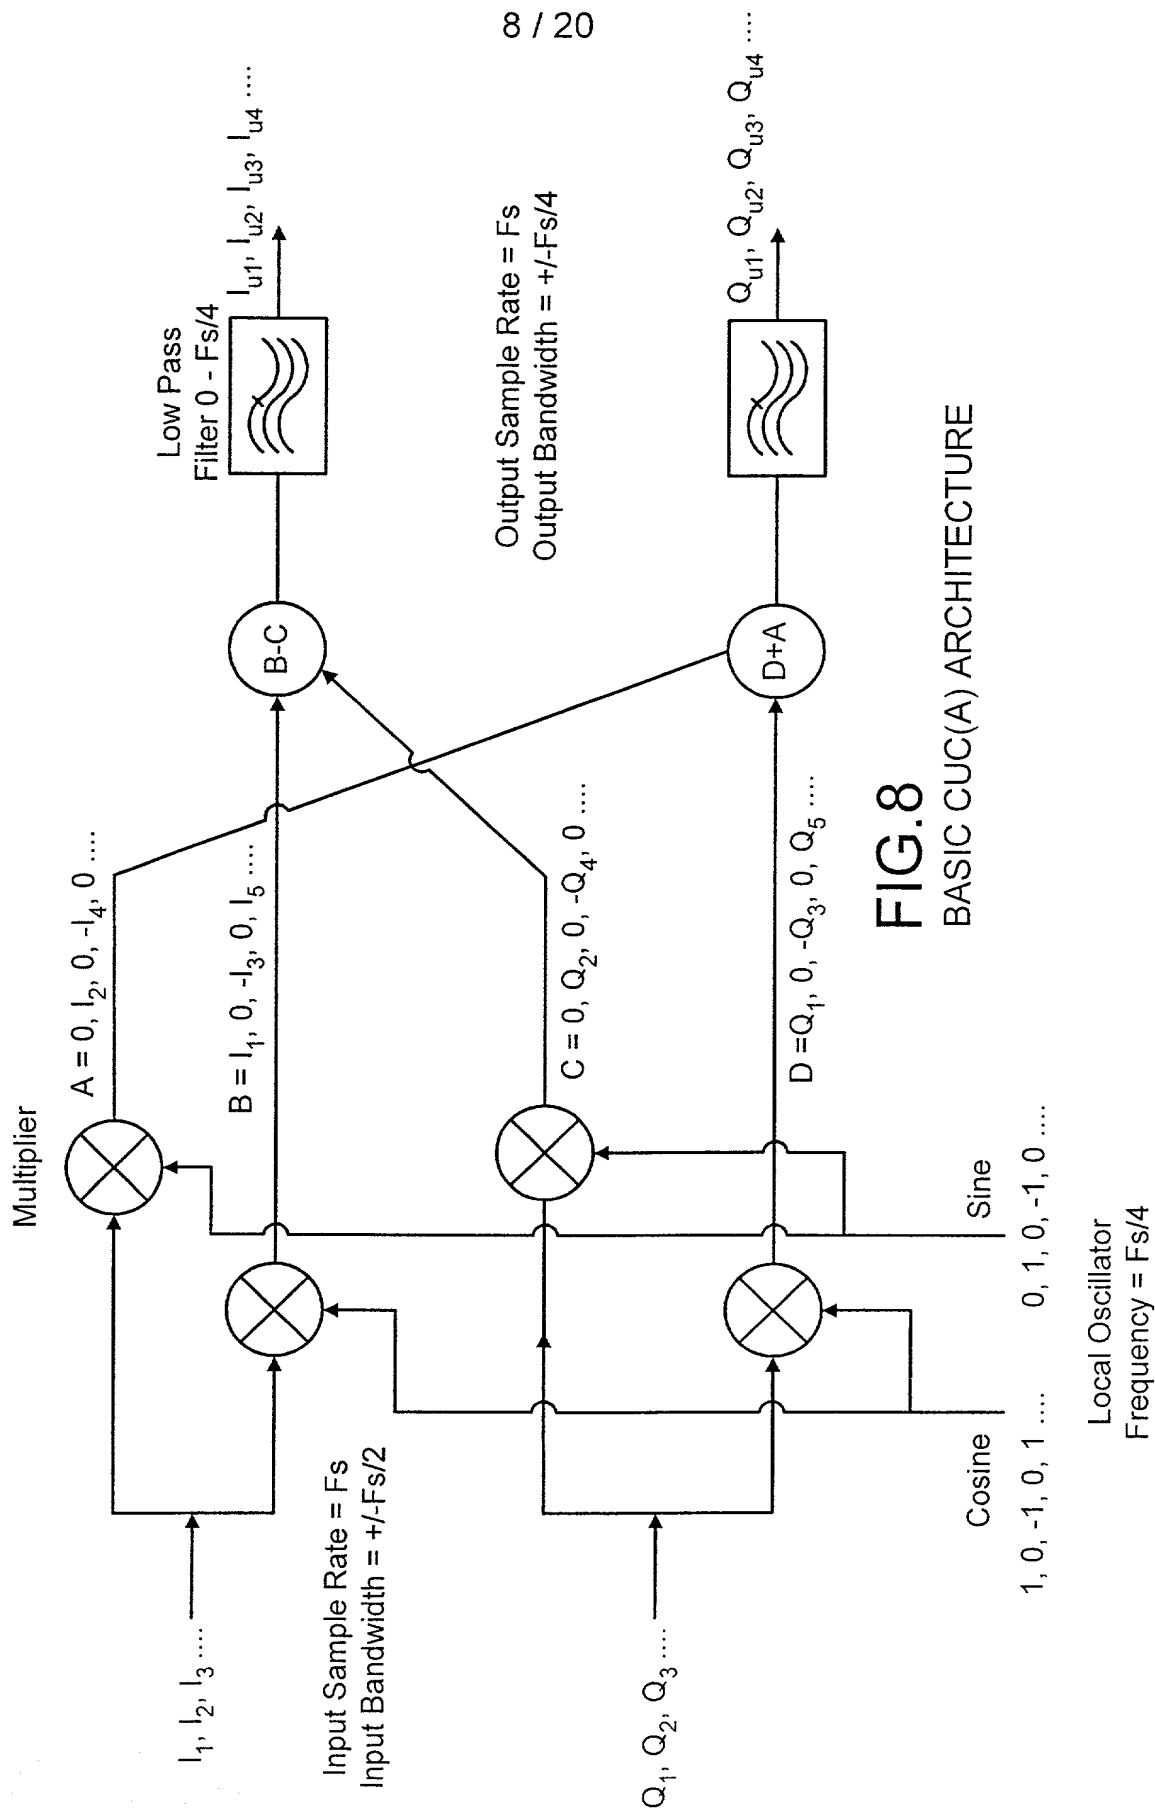 8 / 20
Multiplier
A = 0, I₂, 0, -I₄, 0 ....
Low Pass
Filter 0 - Fs/4
I₁, I₂, I₃ ....
B = I₁, 0, -I₃, 0, I₅ ....
B-C
Iᵤ₁, Iᵤ₂, Iᵤ₃, Iᵤ₄ ....
Input Sample Rate = Fs
Input Bandwidth = +/-Fs/2
Output Sample Rate = Fs
Output Bandwidth = +/-Fs/4
C = 0, Q₂, 0, -Q₄, 0 ....
Q₁, Q₂, Q₃ ....
D =Q₁, 0, -Q₃, 0, Q₅ ....
D+A
Qᵤ₁, Qᵤ₂, Qᵤ₃, Qᵤ₄ ....
Cosine
1, 0, -1, 0, 1 ....
Sine
0, 1, 0, -1, 0 ....
Local Oscillator
Frequency = Fs/4
FIG.8
BASIC CUC(A) ARCHITECTURE